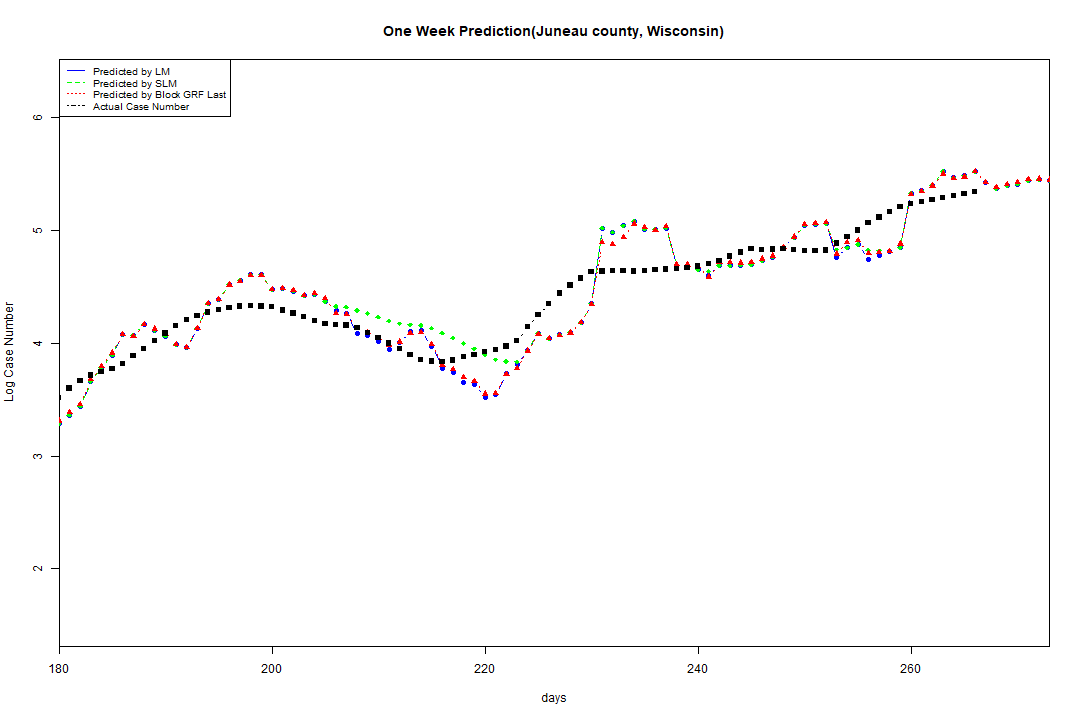 One Week Prediction(Juneau county, Wisconsin)
Predicted by LM
Predicted by SLM
Predicted by Block GRF Last
Actual Case Number
6
5
4
3
2
Log Case Number
180 200 220 240 260
days